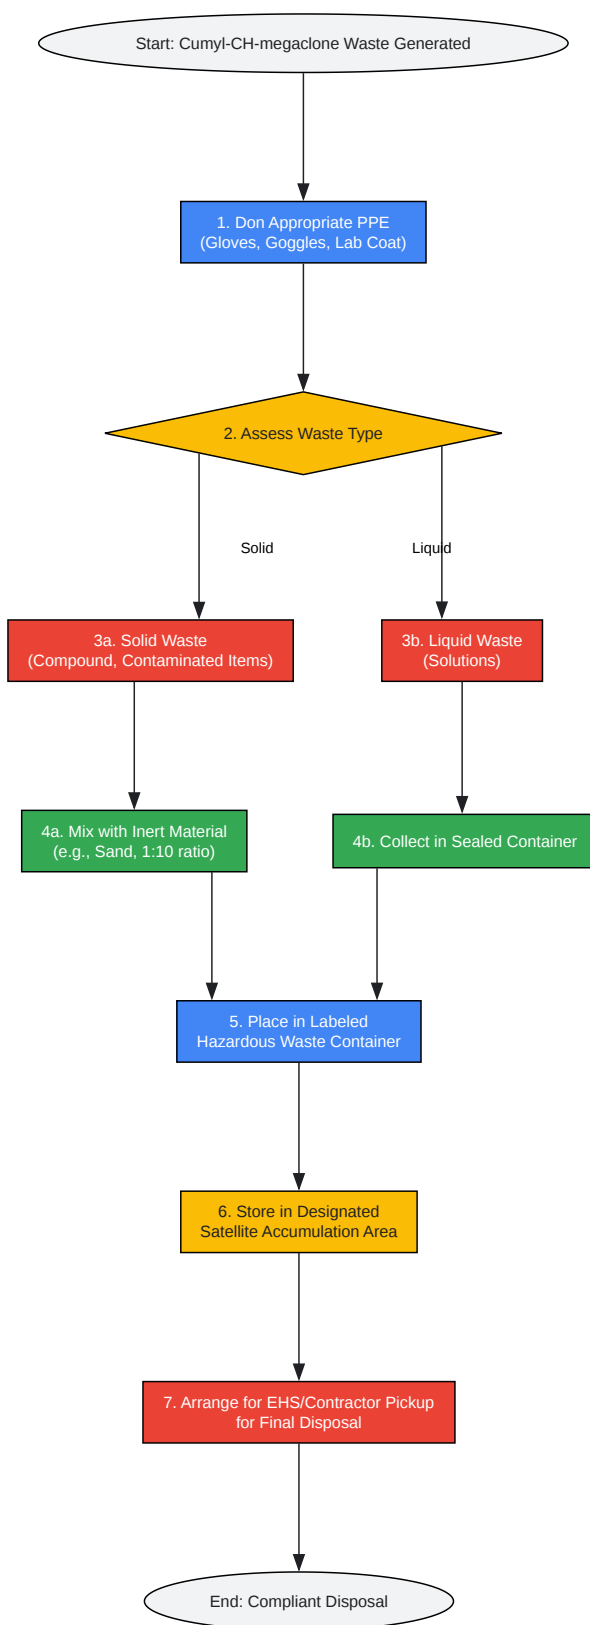 Start: Cumyl-CH-megaclone Waste Generated
1. Don Appropriate PPE
(Gloves, Goggles, Lab Coat)
2. Assess Waste Type
Solid
Liquid
3a. Solid Waste
(Compound, Contaminated Items)
3b. Liquid Waste
(Solutions)
4a. Mix with Inert Material
(e.g., Sand, 1:10 ratio)
4b. Collect in Sealed Container
5. Place in Labeled
Hazardous Waste Container
6. Store in Designated
Satellite Accumulation Area
7. Arrange for EHS/Contractor Pickup
for Final Disposal
End: Compliant Disposal